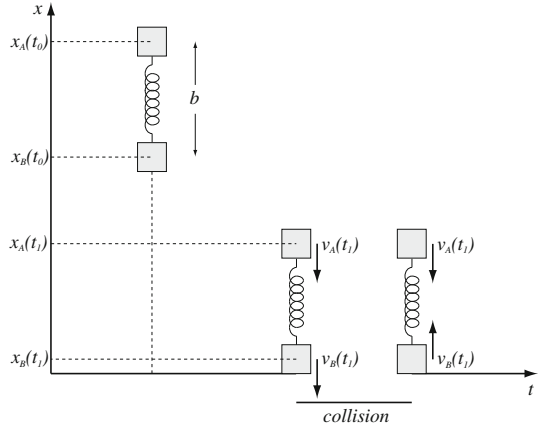 x
x_A(t_0)
b
x_B(t_0)
x_A(t_1)
v_A(t_1)
v_A(t_1)
x_B(t_1)
v_B(t_1)
v_B(t_1)
t
collision